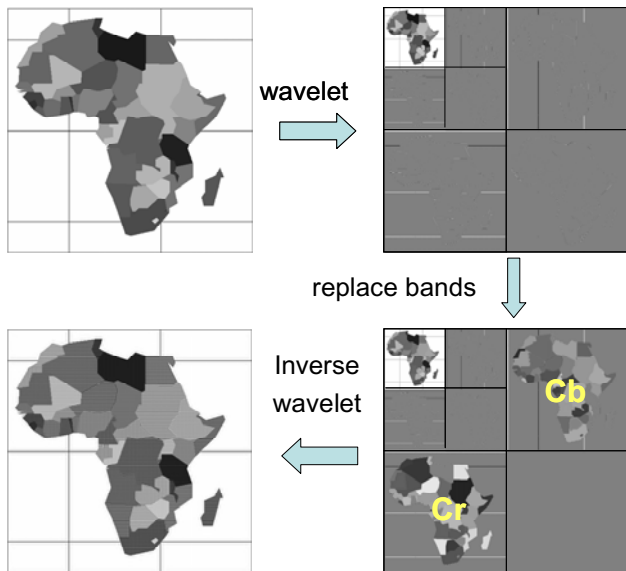 wavelet
replace bands
Inverse
wavelet
Cb
Cr